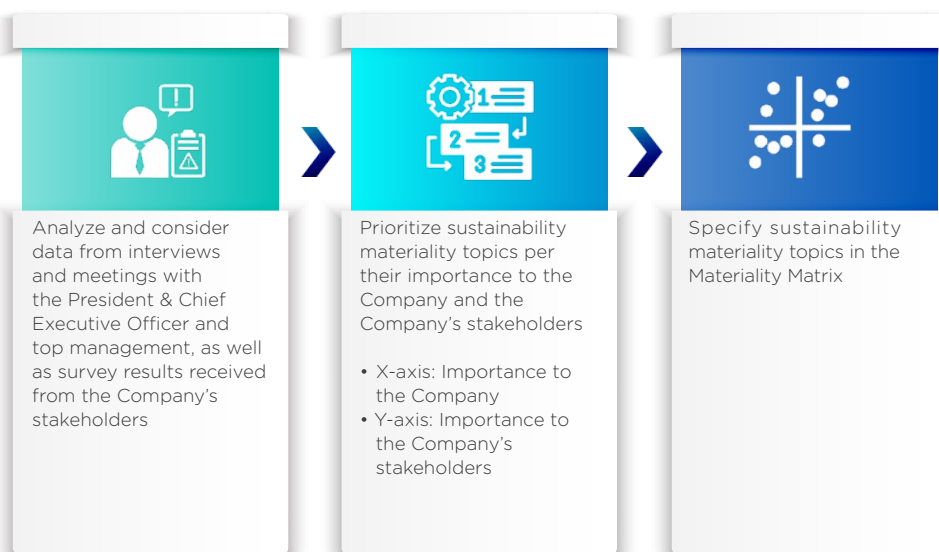 Analyze and consider
data from interviews
and meetings with
the President & Chief
Executive Officer and
top management, as well
as survey results received
from the Company's
stakeholders
1
2
3
Prioritize sustainability
materiality topics per
their importance to the
Company and the
Company's stakeholders
• X-axis: Importance to
the Company
• Y-axis: Importance to
the Company's
stakeholders
Specify sustainability
materiality topics in the
Materiality Matrix